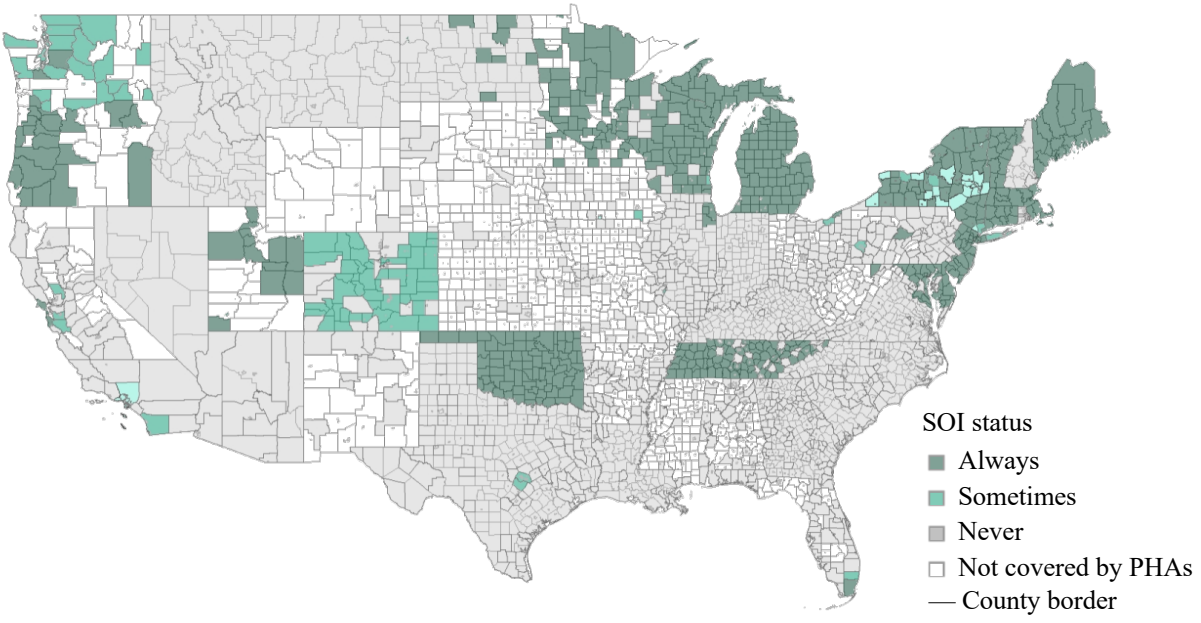 SOI status
Always
Sometimes
Never
Not covered by PHAs
County border